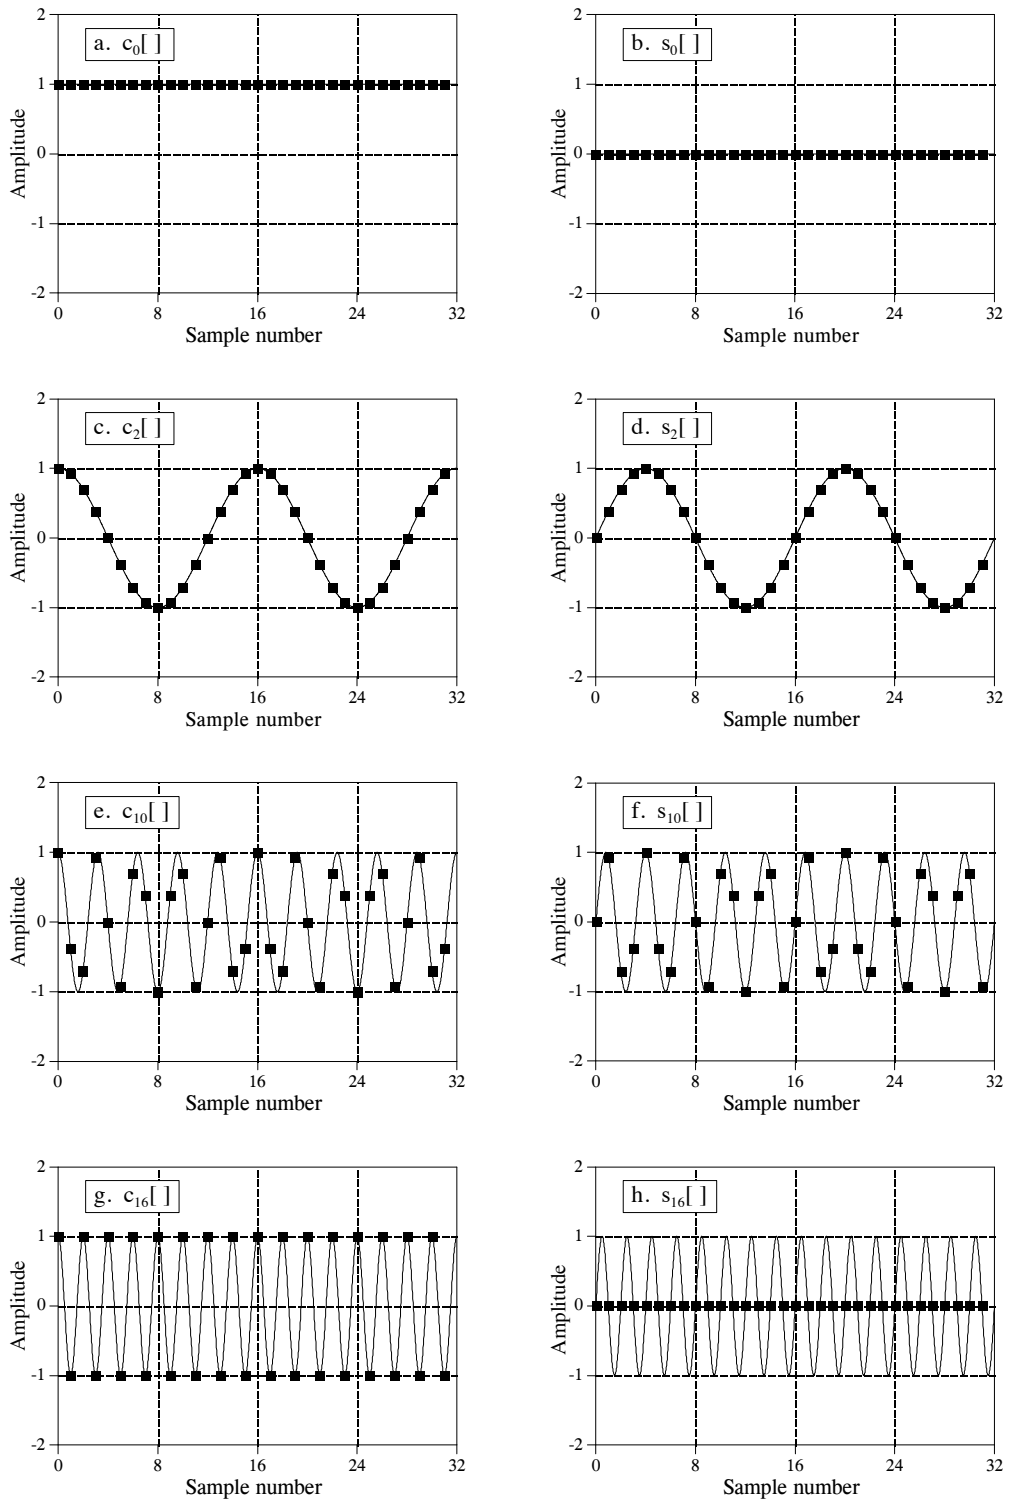 a. c0[ ]
2
1
0
-1
-2
Amplitude
0 8 16 24 32
Sample number
b. s0[ ]
2
1
0
-1
-2
Amplitude
0 8 16 24 32
Sample number
c. c2[ ]
2
1
0
-1
-2
Amplitude
0 8 16 24 32
Sample number
d. s2[ ]
2
1
0
-1
-2
Amplitude
0 8 16 24 32
Sample number
e. c10[ ]
2
1
0
-1
-2
Amplitude
0 8 16 24 32
Sample number
f. s10[ ]
2
1
0
-1
-2
Amplitude
0 8 16 24 32
Sample number
g. c16[ ]
2
1
0
-1
-2
Amplitude
0 8 16 24 32
Sample number
h. s16[ ]
2
1
0
-1
-2
Amplitude
0 8 16 24 32
Sample number